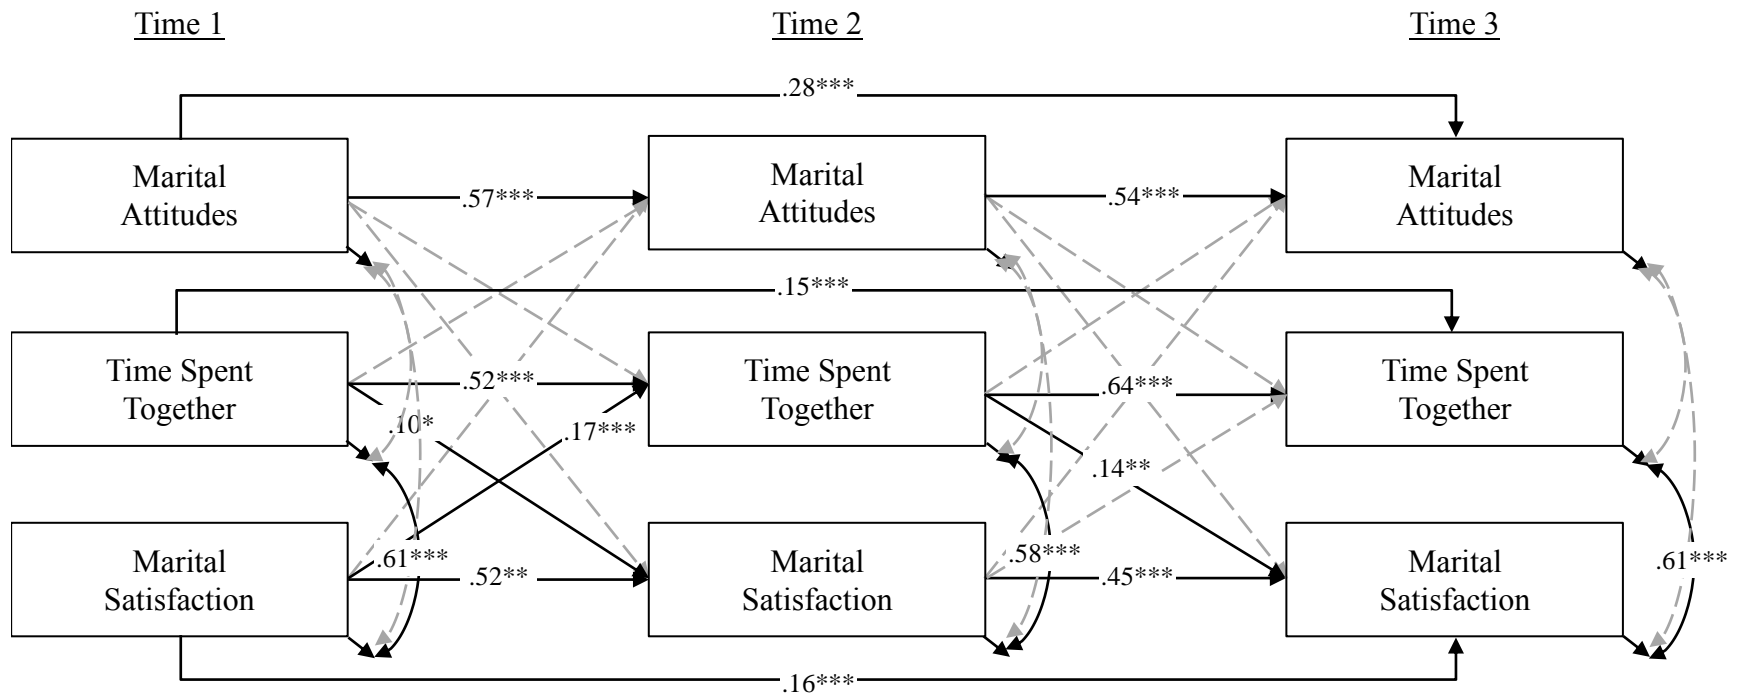 Time 1
Time 2
Time 3
.28***
Marital
Attitudes
Marital
Attitudes
Marital
Attitudes
.57***
.54***
.15***
Time Spent
Together
Time Spent
Together
Time Spent
Together
.52***
.64***
.10*
.17***
.14**
Marital
Satisfaction
Marital
Satisfaction
Marital
Satisfaction
.61***
.58***
.61***
.52**
.45***
.16***